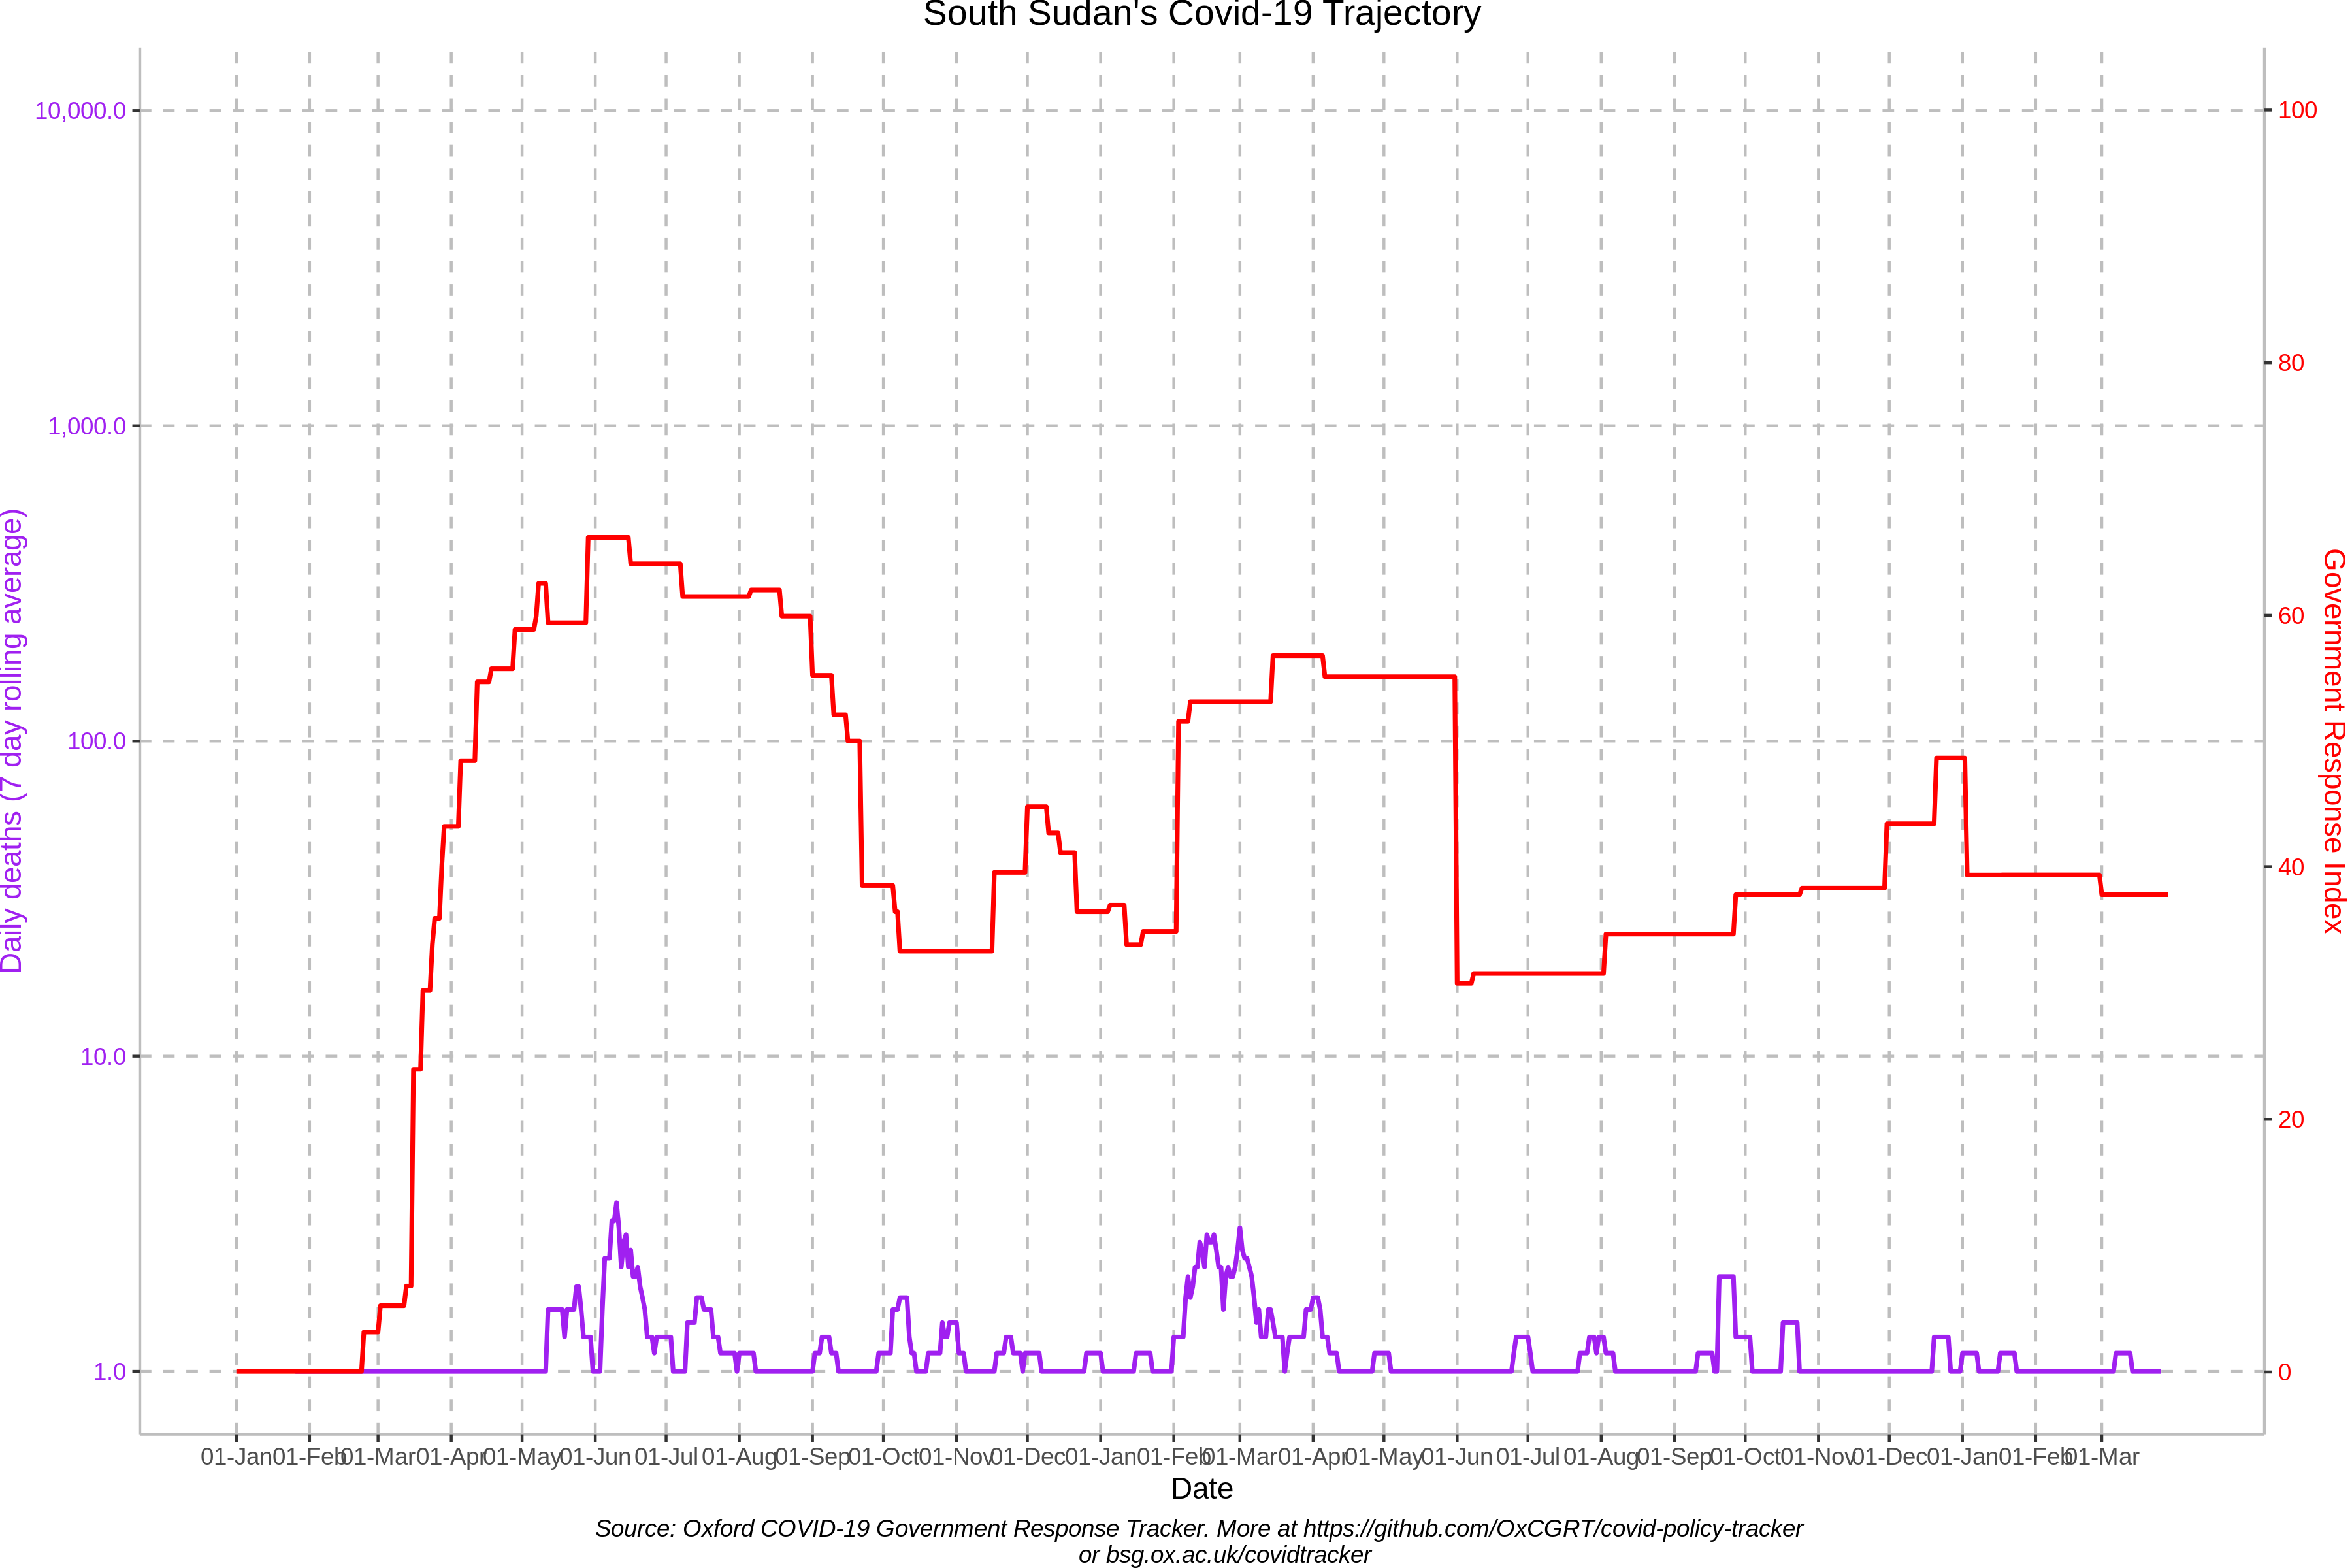 South Sudan's Covid-19 Trajectory
10,000.0
1,000.0
100.0
10.0
1.0
Daily deaths (7 day rolling average)
100
80
60
40
20
0
Government Response Index
01-Jan 01-Feb 01-Mar 01-Apr 01-May 01-Jun 01-Jul 01-Aug 01-Sep 01-Oct 01-Nov 01-Dec 01-Jan 01-Feb 01-Mar 01-Apr 01-May 01-Jun 01-Jul 01-Aug 01-Sep 01-Oct 01-Nov 01-Dec 01-Jan 01-Feb 01-Mar
Date
Source: Oxford COVID-19 Government Response Tracker. More at https://github.com/OxCGRT/covid-policy-tracker
or bsg.ox.ac.uk/covidtracker